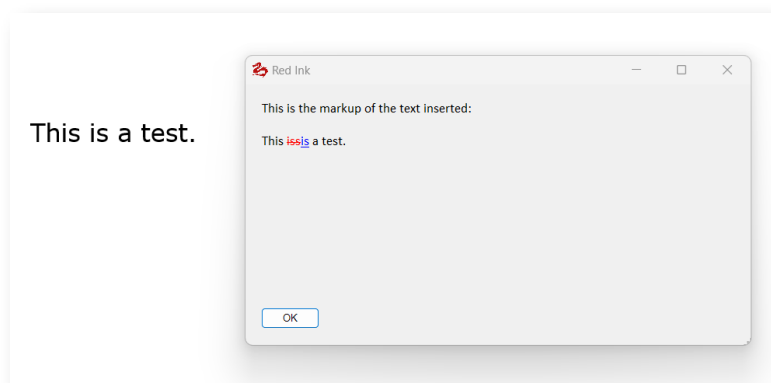 This is a test.
Red Ink
This is the markup of the text inserted:
This issis a test.
OK